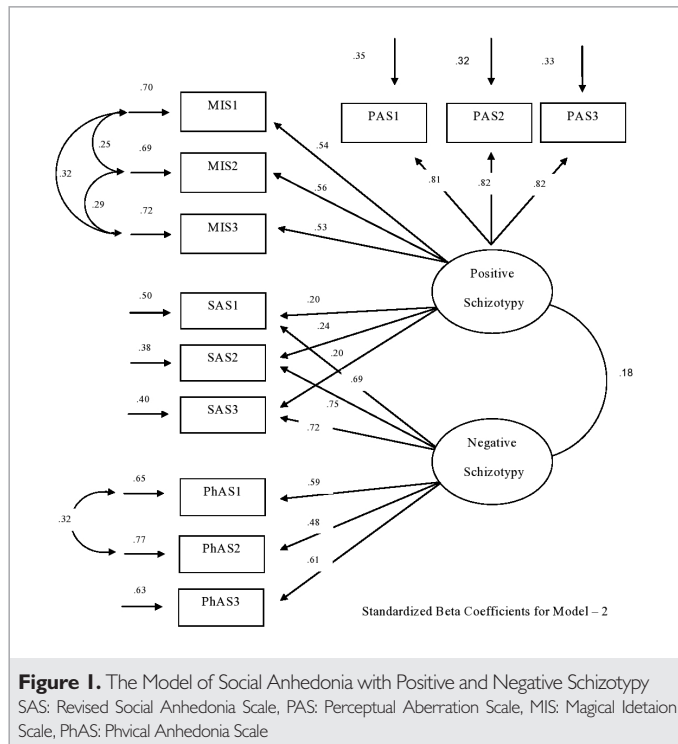 .35
.32
.33
PAS1
PAS2
PAS3
.81
.82
.82
.70
MIS1
.25
.69
MIS2
.32
.29
.72
MIS3
.54
.56
.53
Positive
Schizotypy
.50
SAS1
.38
SAS2
.40
SAS3
.20
.24
.20
.69
.75
.72
.18
Negative
Schizotypy
.65
PhAS1
.32
.77
PhAS2
.63
PhAS3
.59
.48
.61
Standardized Beta Coefficients for Model – 2
Figure 1. The Model of Social Anhedonia with Positive and Negative Schizotypy
SAS: Revised Social Anhedonia Scale, PAS: Perceptual Aberration Scale, MIS: Magical Idetaion
Scale, PhAS: Phvical Anhedonia Scale